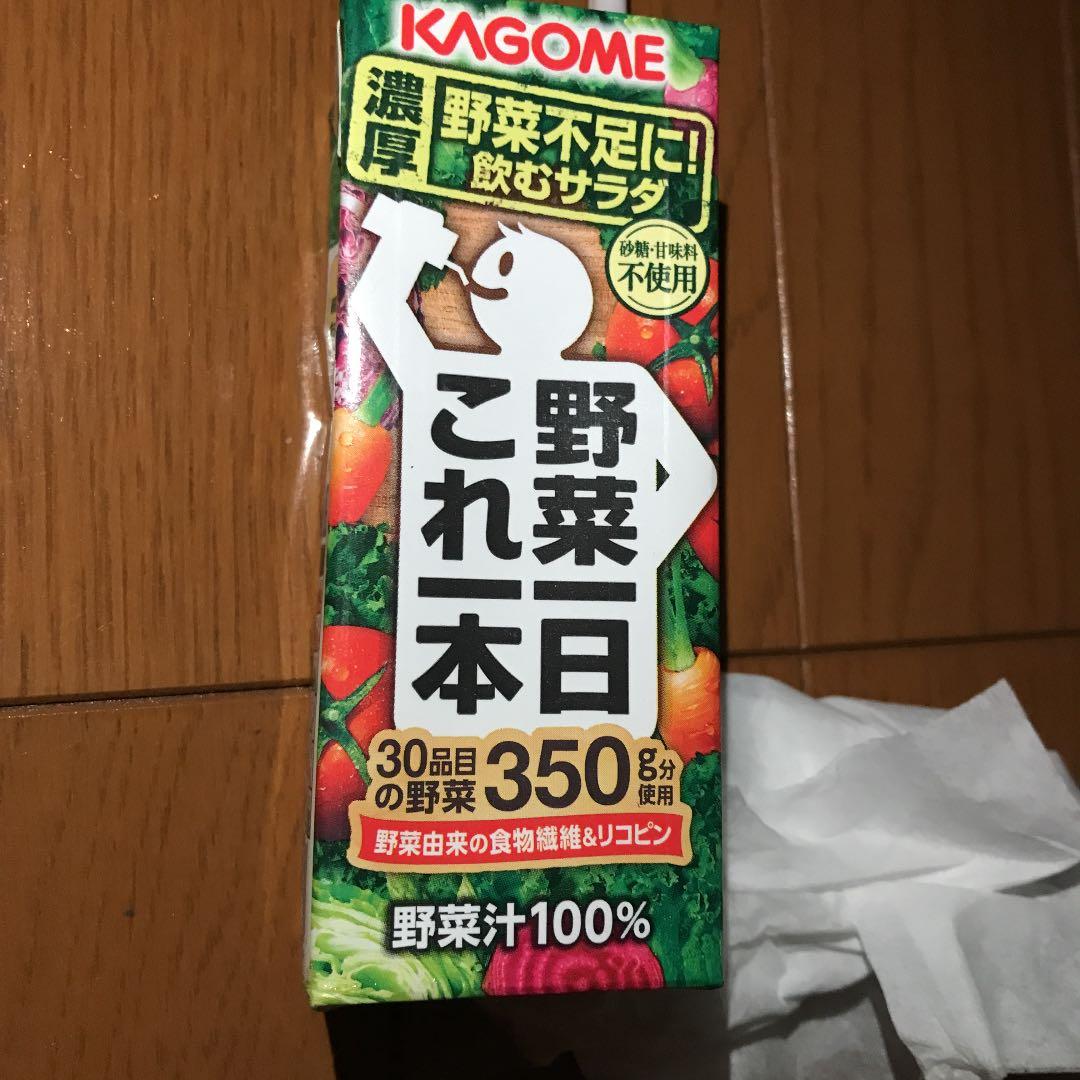 KAGOME
濃厚
野菜不足に!
飲むサラダ
砂糖・甘味料
不使用
野菜一日
これ一本
30品目
の野菜
350g分
使用
野菜由来の食物繊維&リコピン
野菜汁100%